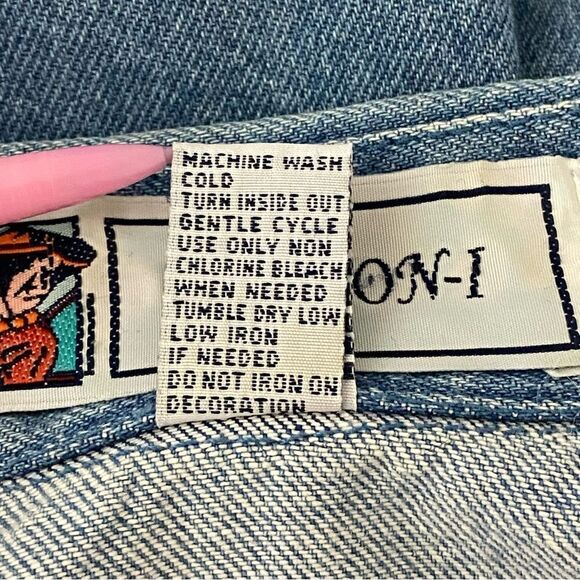 MACHINE WASH
COLD
TURN INSIDE OUT
GENTLE CYCLE
USE ONLY NON
CHLORINE BLEACH
WHEN NEEDED
TUMBLE DRY LOW
LOW IRON
IF NEEDED
DO NOT IRON ON
DECORATION
ON-I